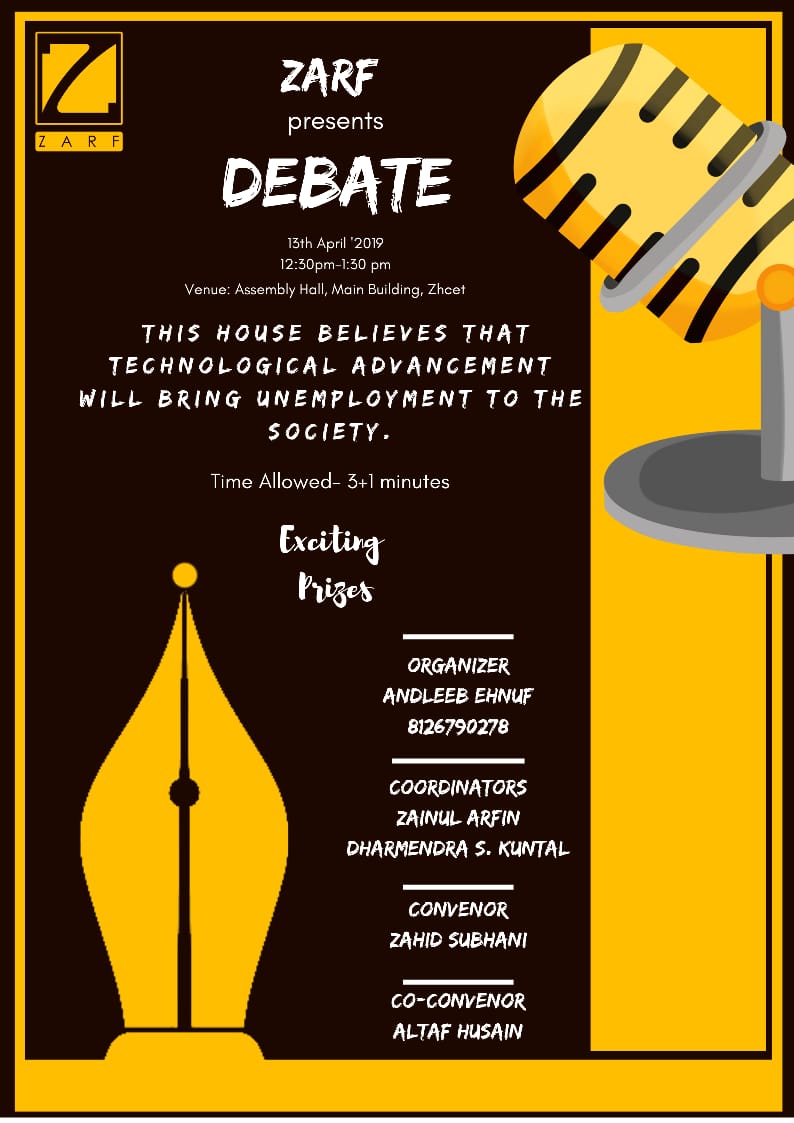 Z A R F
ZARF
presents
DEBATE
13th April '2019
12:30pm-1:30 pm
Venue: Assembly Hall, Main Building, Zhcet
THIS HOUSE BELIEVES THAT
TECHNOLOGICAL ADVANCEMENT
WILL BRING UNEMPLOYMENT TO THE
SOCIETY.
Time Allowed- 3+1 minutes
Exciting
Prizes
ORGANIZER
ANDLEEB EHNUF
8126790278
COORDINATORS
ZAINUL ARFIN
DHARMENDRA S. KUNTAL
CONVENOR
ZAHID SUBHANI
CO-CONVENOR
ALTAF HUSAIN